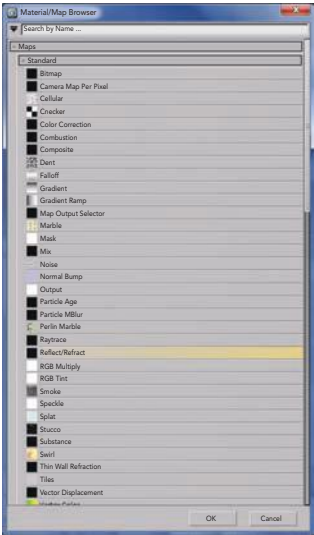 Material/Map Browser
Search by Name ...
- Maps
- Standard
Bitmap
Camera Map Per Pixel
Cellular
Cnecker
Color Correction
Combustion
Composite
Dent
Falloff
Gradient
Gradient Ramp
Map Output Selector
Marble
Mask
Mix
Noise
Normal Bump
Output
Particle Age
Particle MBlur
Perlin Marble
Raytrace
Reflect/Refract
RGB Multiply
RGB Tint
Smoke
Speckle
Splat
Stucco
Substance
Swirl
Thin Wall Refraction
Tiles
Vector Displacement
Vertex Color
OK Cancel